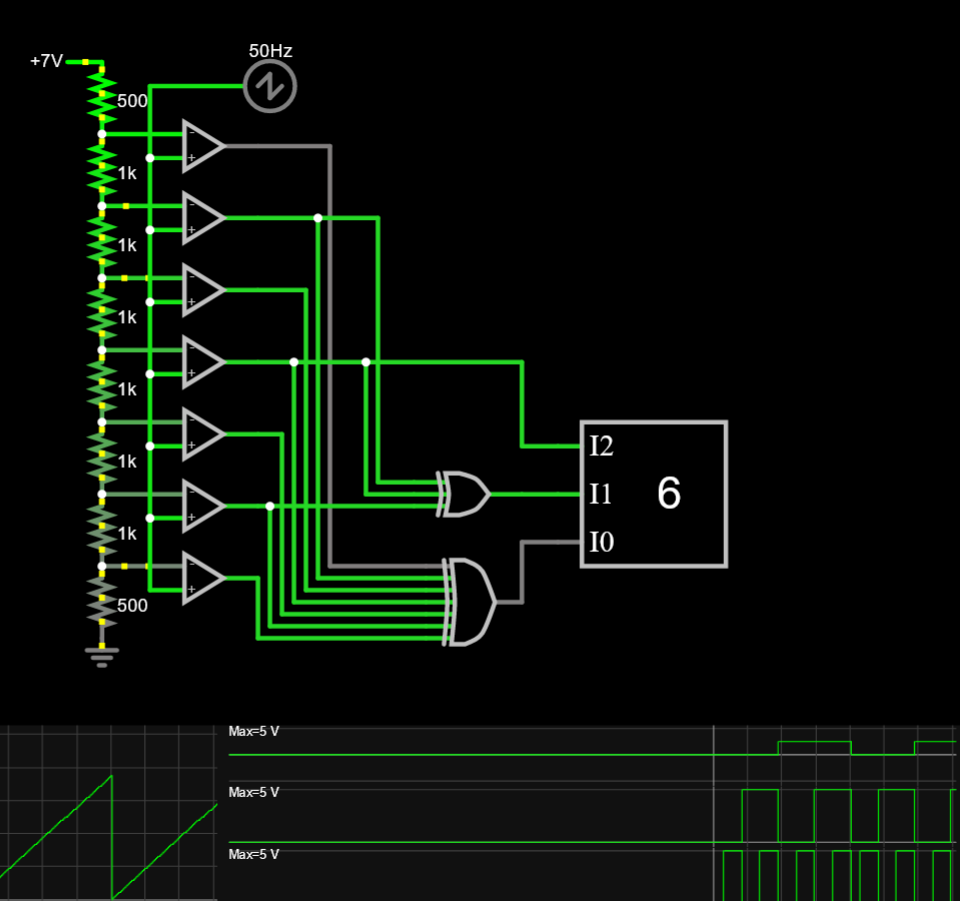 50Hz
+7V
500
1k
1k
1k
1k
1k
1k
500
- +
- +
- +
- +
- +
- +
- +
I2
I1
I0
6
Max=5 V
Max=5 V
Max=5 V